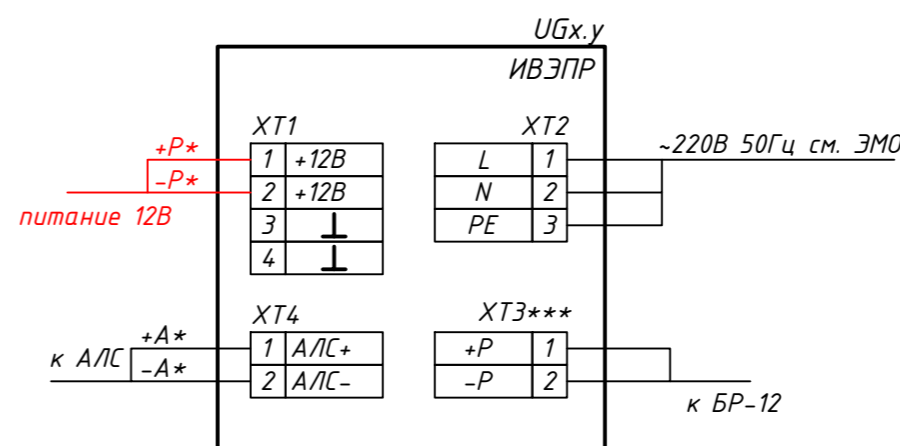 UGx.y
ИВЭПР
XT1
XT2
+P*
1 +12В
L 1
~220В 50Гц см. ЭМО
-P*
2 +12В
N 2
питание 12В
3 ⊥
PE 3
4 ⊥
XT4
XT3***
+A*
к АЛС
1 АЛС+
+P 1
-A*
2 АЛС-
-P 2
к БР-12